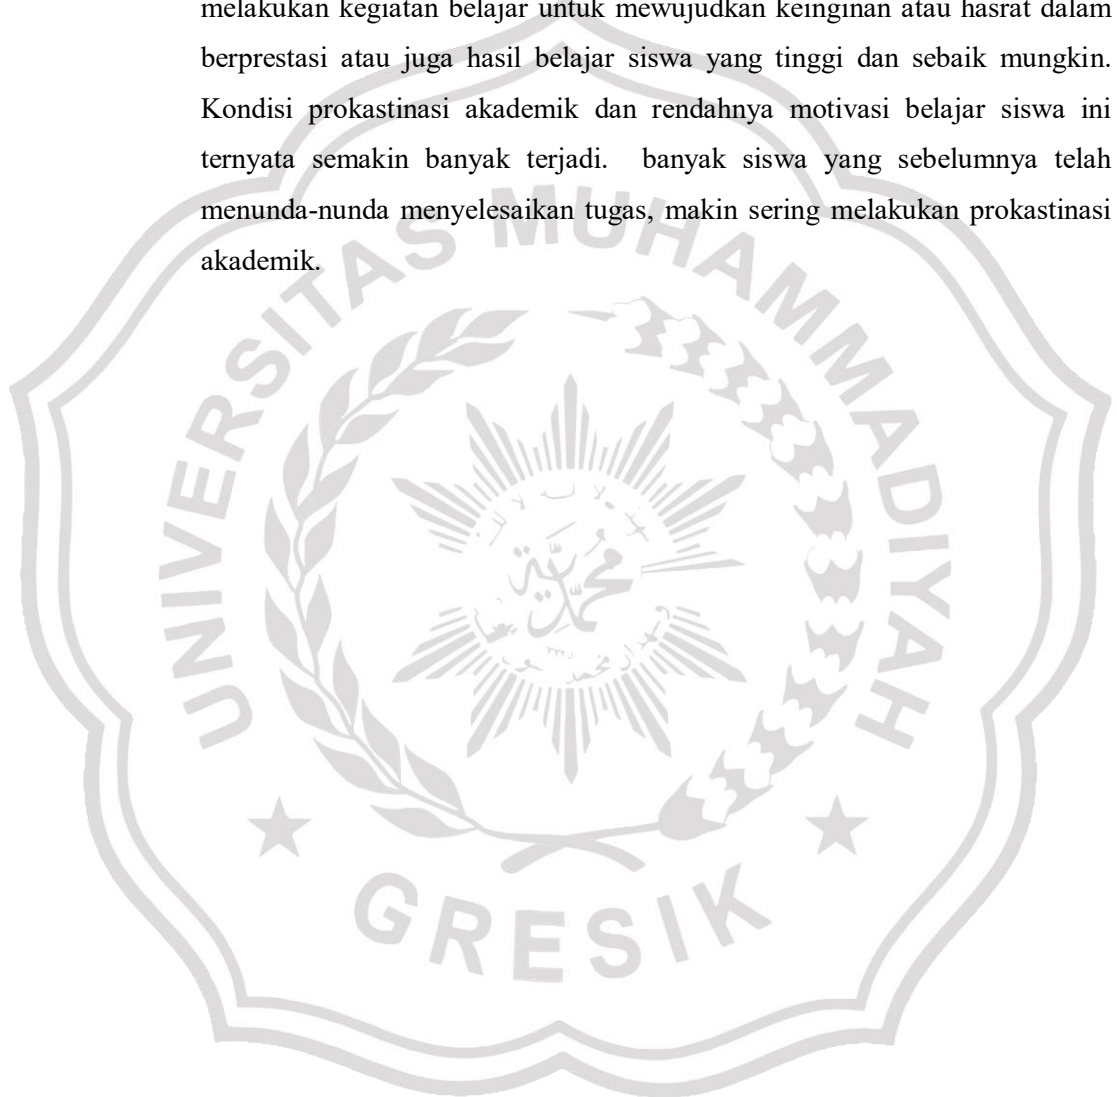 melakukan kegiatan belajar untuk mewujudkan keinginan atau hasrat dalam
berprestasi atau juga hasil belajar siswa yang tinggi dan sebaik mungkin.
Kondisi prokastinasi akademik dan rendahnya motivasi belajar siswa ini
ternyata semakin banyak terjadi. banyak siswa yang sebelumnya telah
menunda-nunda menyelesaikan tugas, makin sering melakukan prokastinasi
akademik.
UNIVERSITAS MUHAMMADIYAH
محمدية
GRESIK